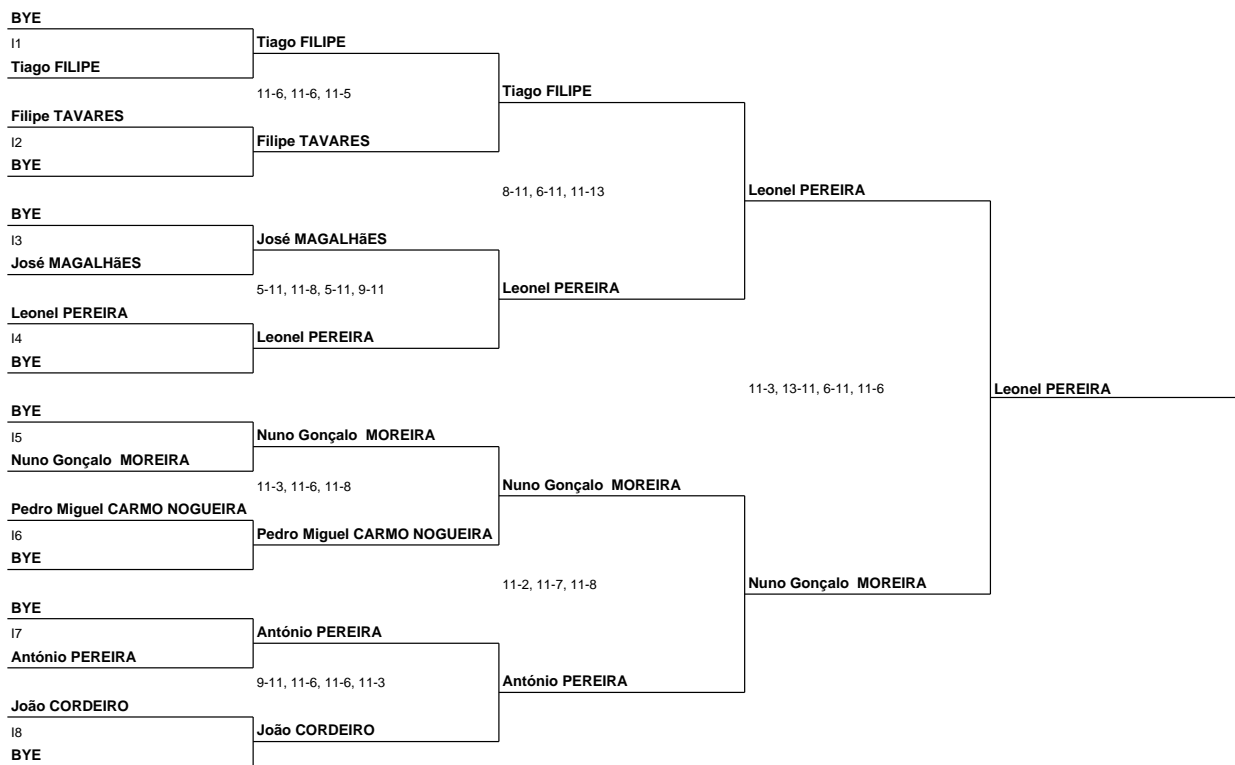 BYE
I1
Tiago FILIPE
Tiago FILIPE
11-6, 11-6, 11-5
Tiago FILIPE
Filipe TAVARES
I2
Filipe TAVARES
BYE
8-11, 6-11, 11-13
Leonel PEREIRA
BYE
I3
José MAGALHãES
José MAGALHãES
5-11, 11-8, 5-11, 9-11
Leonel PEREIRA
Leonel PEREIRA
I4
Leonel PEREIRA
BYE
11-3, 13-11, 6-11, 11-6
Leonel PEREIRA
BYE
I5
Nuno Gonçalo  MOREIRA
Nuno Gonçalo  MOREIRA
11-3, 11-6, 11-8
Nuno Gonçalo  MOREIRA
Pedro Miguel CARMO NOGUEIRA
I6
Pedro Miguel CARMO NOGUEIRA
BYE
11-2, 11-7, 11-8
Nuno Gonçalo  MOREIRA
BYE
I7
António PEREIRA
António PEREIRA
9-11, 11-6, 11-6, 11-3
António PEREIRA
João CORDEIRO
I8
João CORDEIRO
BYE